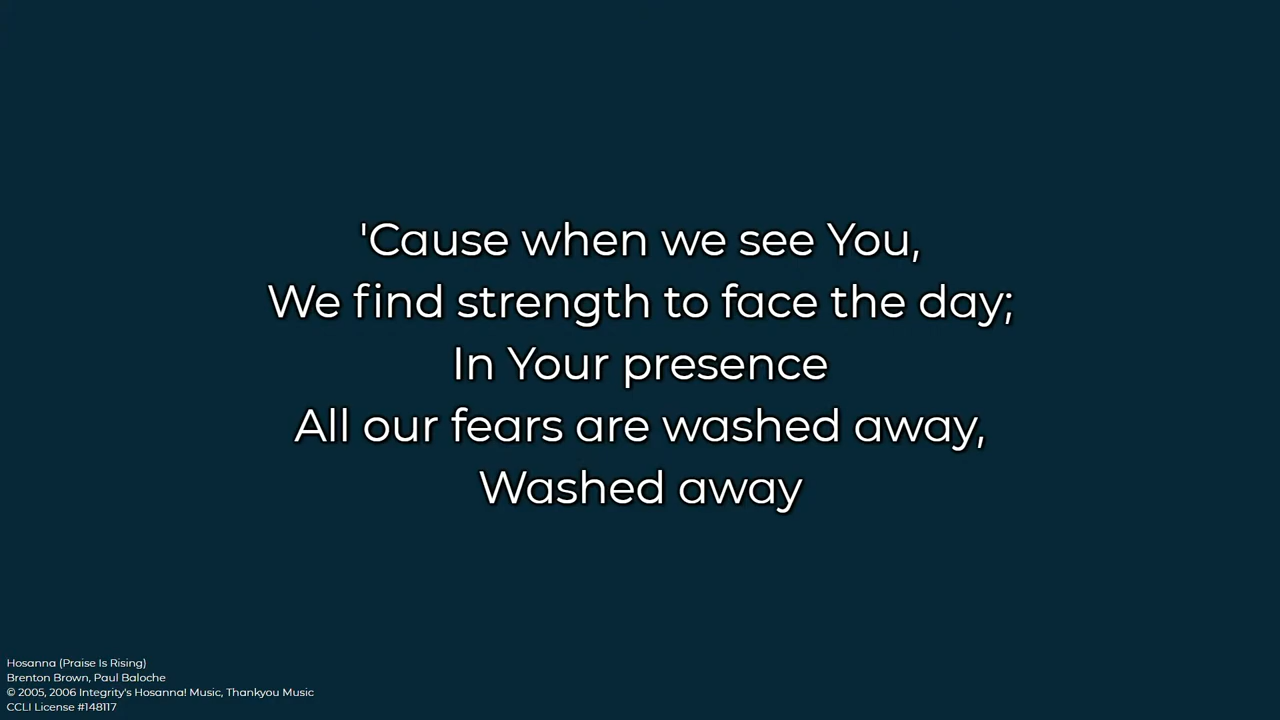 'Cause when we see You,
We find strength to face the day;
In Your presence
All our fears are washed away,
Washed away
Hosanna (Praise Is Rising)
Brenton Brown, Paul Baloche
© 2005, 2006 Integrity's Hosanna! Music, Thankyou Music
CCLI License #148117